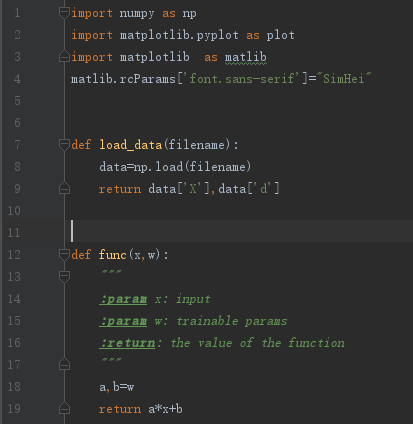 1 import numpy as np
2 import matplotlib.pyplot as plot
3 import matplotlib  as matlib
4 matlib.rcParams['font.sans-serif']="SimHei"
5
6
7 def load_data(filename):
8     data=np.load(filename)
9     return data['X'],data['d']
10
11
12 def func(x,w):
13     """
14     :param x: input
15     :param w: trainable params
16     :return: the value of the function
17     """
18     a,b=w
19     return a*x+b